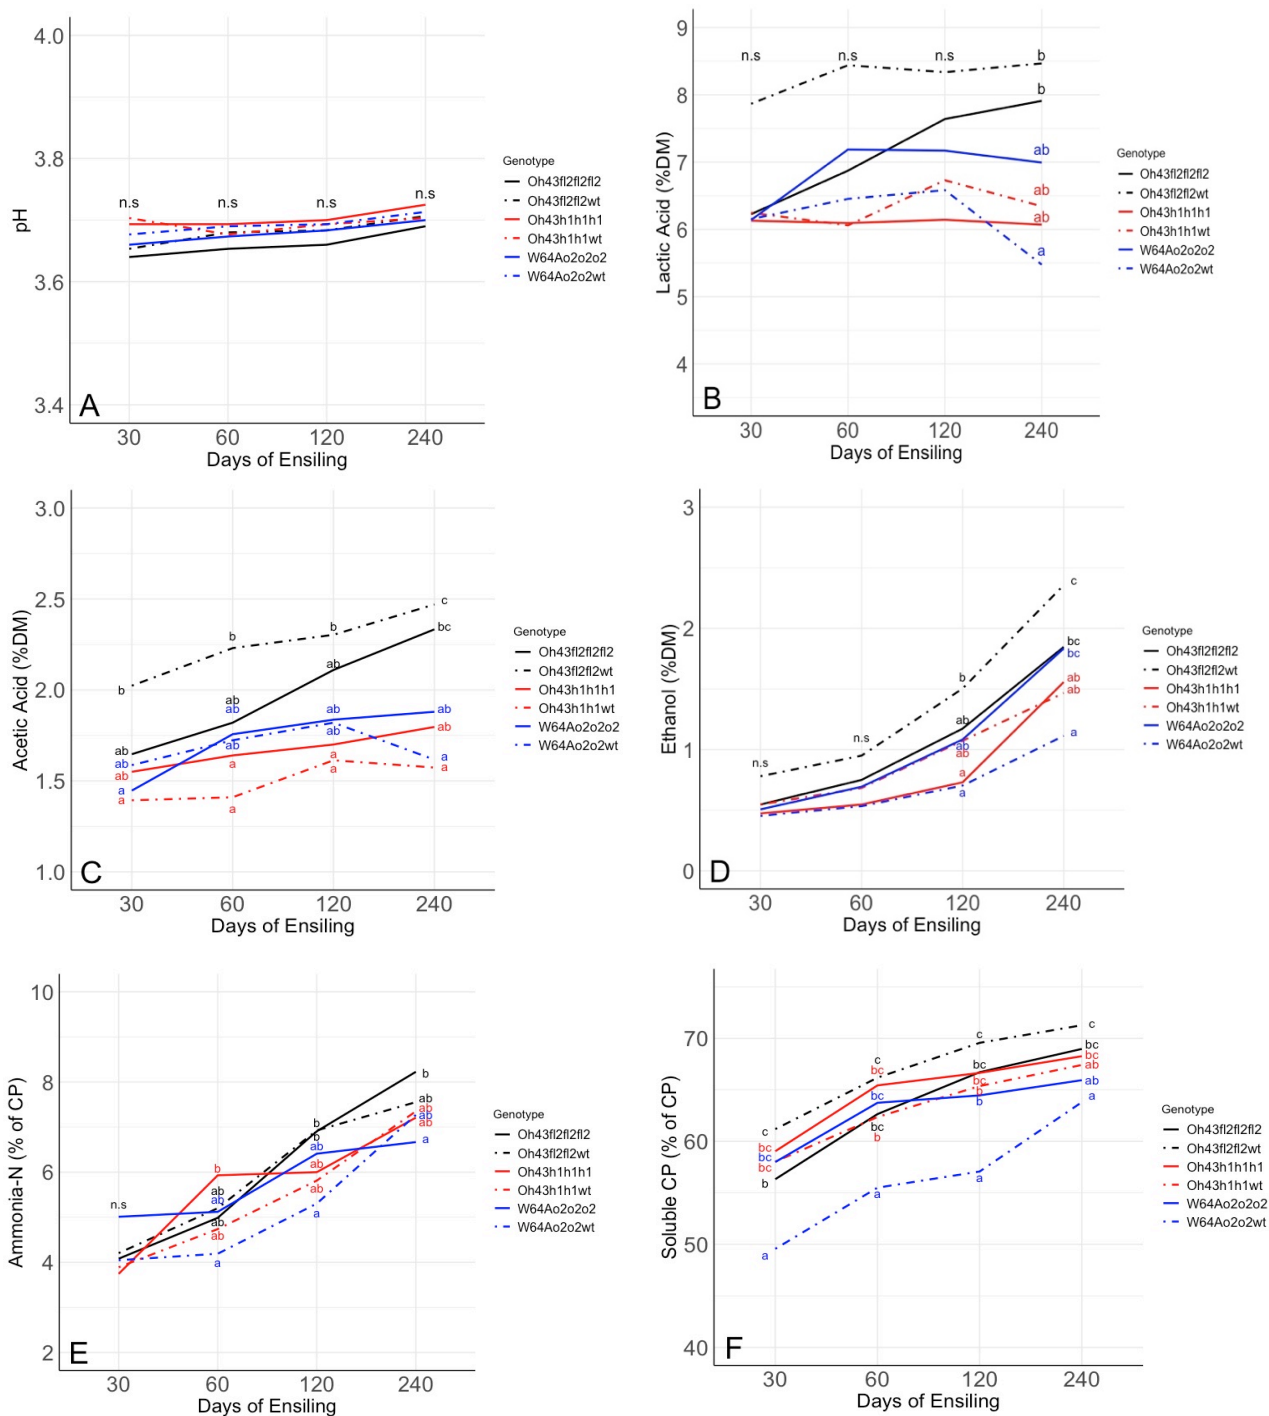 4.0
3.8
3.6
3.4
pH
n.s
n.s
n.s
n.s
A
30
60
120
240
Days of Ensiling
Genotype
Oh43fl2fl2fl2
Oh43fl2fl2wt
Oh43h1h1h1
Oh43h1h1wt
W64Ao2o2o2
W64Ao2o2wt
9
8
7
6
5
4
Lactic Acid (%DM)
n.s
n.s
n.s
b
b
ab
ab
ab
a
B
30
60
120
240
Days of Ensiling
Genotype
Oh43fl2fl2fl2
Oh43fl2fl2wt
Oh43h1h1h1
Oh43h1h1wt
W64Ao2o2o2
W64Ao2o2wt
3.0
2.5
2.0
1.5
1.0
Acetic Acid (%DM)
b
ab
ab
ab
a
a
b
ab
ab
ab
a
a
b
ab
ab
ab
a
a
c
bc
ab
ab
a
a
C
30
60
120
240
Days of Ensiling
Genotype
Oh43fl2fl2fl2
Oh43fl2fl2wt
Oh43h1h1h1
Oh43h1h1wt
W64Ao2o2o2
W64Ao2o2wt
3
2
1
0
Ethanol (%DM)
n.s
n.s
b
ab
ab
ab
a
a
c
bc
bc
ab
ab
a
D
30
60
120
240
Days of Ensiling
Genotype
Oh43fl2fl2fl2
Oh43fl2fl2wt
Oh43h1h1h1
Oh43h1h1wt
W64Ao2o2o2
W64Ao2o2wt
10
8
6
4
2
Ammonia-N (% of CP)
n.s
b
ab
ab
ab
ab
a
b
b
ab
ab
ab
a
b
ab
ab
ab
ab
a
E
30
60
120
240
Days of Ensiling
Genotype
Oh43fl2fl2fl2
Oh43fl2fl2wt
Oh43h1h1h1
Oh43h1h1wt
W64Ao2o2o2
W64Ao2o2wt
70
60
50
40
Soluble CP (% of CP)
c
bc
bc
bc
b
a
c
bc
bc
bc
b
a
c
bc
bc
b
b
a
c
bc
bc
ab
ab
a
F
30
60
120
240
Days of Ensiling
Genotype
Oh43fl2fl2fl2
Oh43fl2fl2wt
Oh43h1h1h1
Oh43h1h1wt
W64Ao2o2o2
W64Ao2o2wt